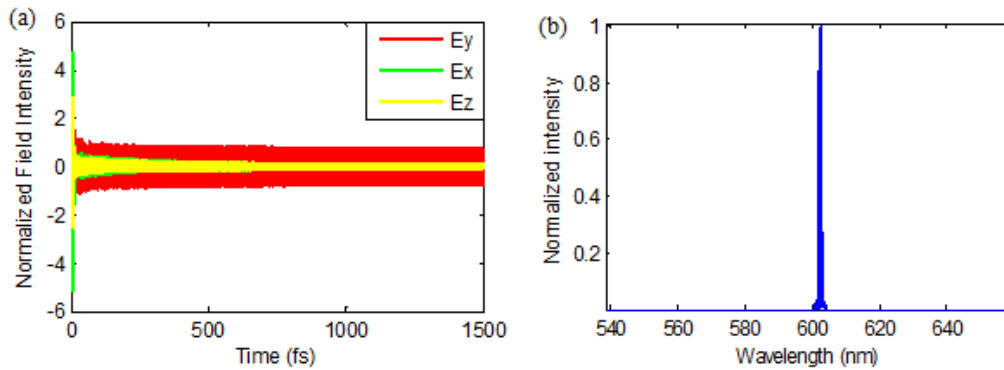 (a)
Normalized Field Intensity
6
4
2
0
-2
-4
-6
Ey
Ex
Ez
0 500 1000 1500
Time (fs)
(b)
Normalized intensity
1
0.8
0.6
0.4
0.2
540 560 580 600 620 640
Wavelength (nm)